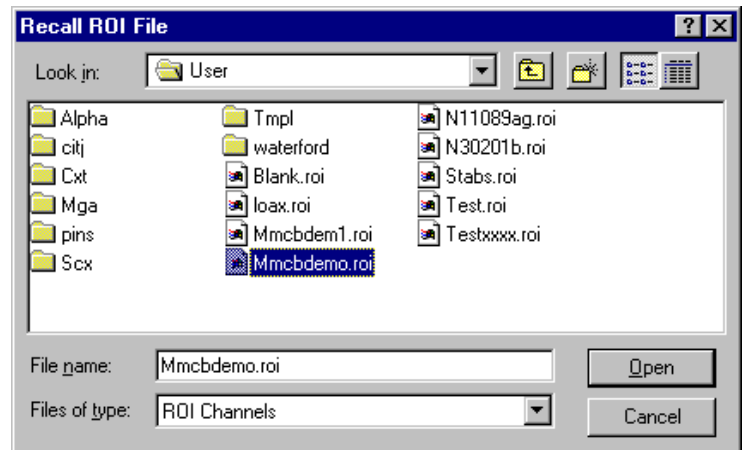 Recall ROI File
Look in: User
Alpha
citj
Cxt
Mga
pins
Scx
Tmpl
waterford
Blank.roi
loax.roi
Mmcbdem1.roi
Mmcbdemo.roi
N11089ag.roi
N30201b.roi
Stabs.roi
Test.roi
Testxxxx.roi
File name: Mmcbdemo.roi
Open
Files of type: ROI Channels
Cancel